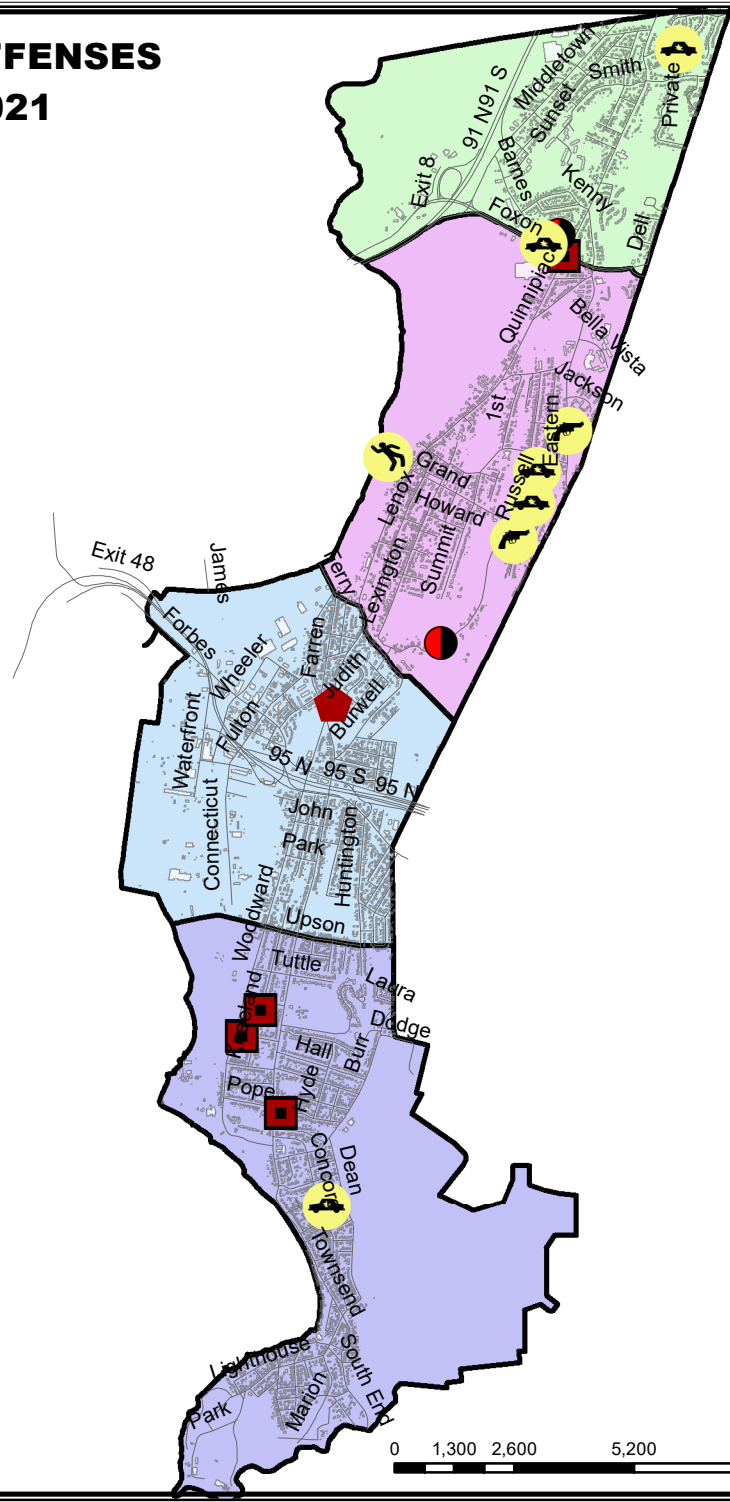 FFENSES
021
Middletown
Smith
Private
91 N
91 S
Sunset
Barnes
Exit 8
Kenny
Foxon
Dell
Quinnipiac
Bella Vista
Jackson
1st
Eastern
Grand
Russell
Lenox
Howard
Summit
Lexington
Ferry
Exit 48
James
Forbes
Farren
Wheeler
Judith
Burwell
Fulton
Waterfront
95 N
95 S
95 N
Connecticut
John
Park
Huntington
Woodward
Upson
Tuttle
Laura
Dodge
Hall
Burr
Pope
Hyde
Concord
Dean
Townsend
Lighthouse
South End
Marion
Park
0 1,300 2,600 5,200